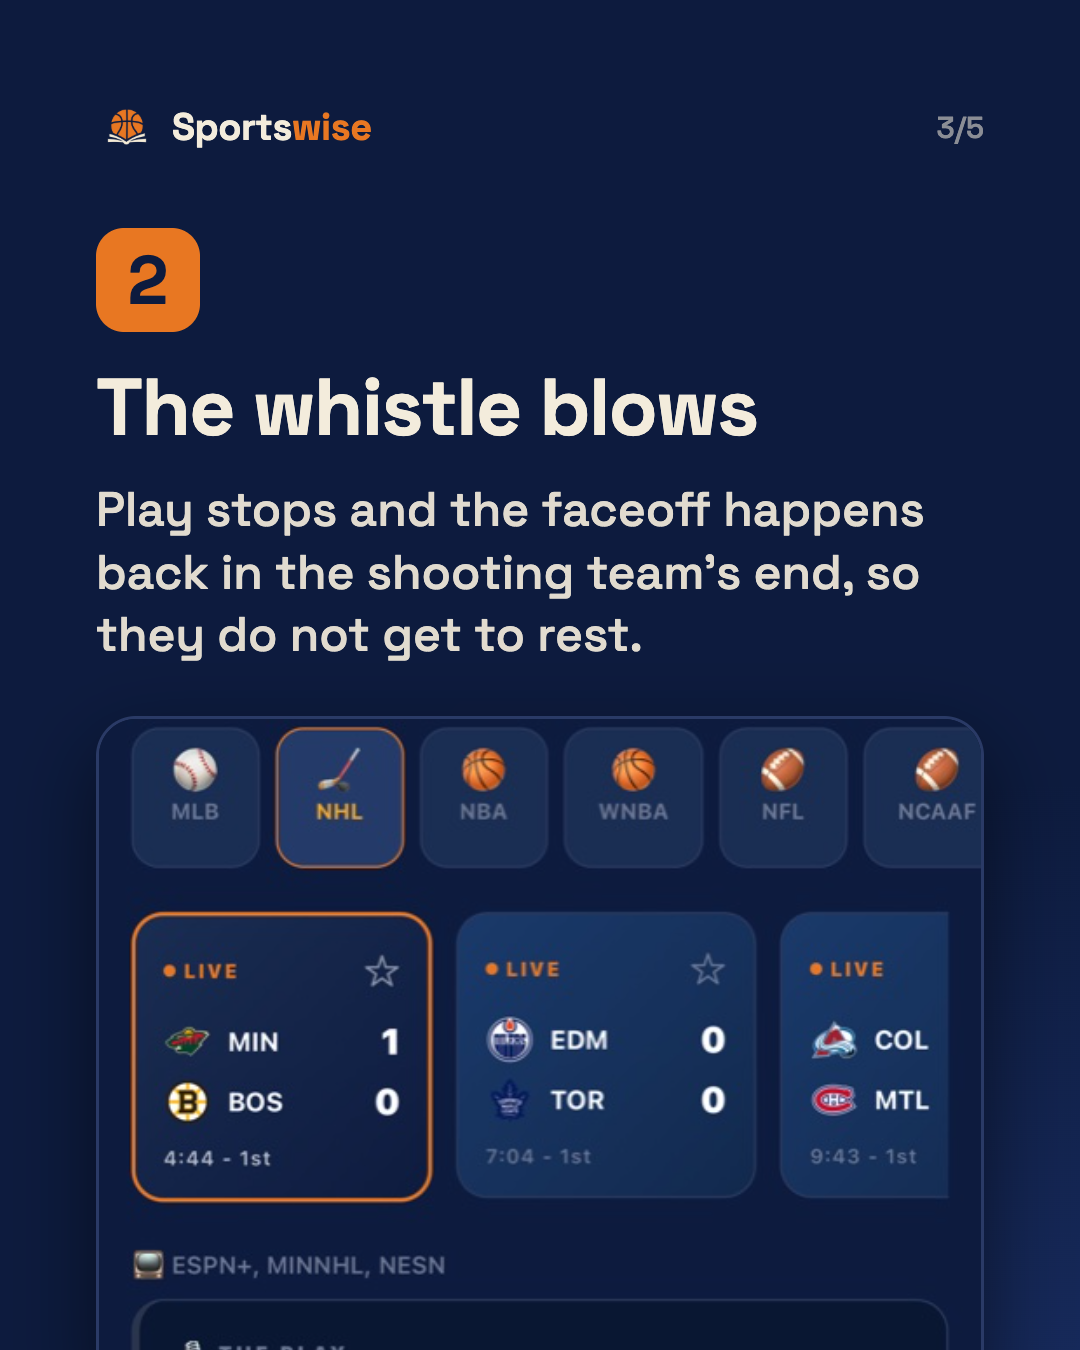 Sportswise
3/5
2
The whistle blows
Play stops and the faceoff happens
back in the shooting team’s end, so
they do not get to rest.
MLB
NHL
NBA
WNBA
NFL
NCAAF
LIVE
MIN 1
BOS 0
4:44 - 1st
LIVE
EDM 0
TOR 0
7:04 - 1st
LIVE
COL
MTL
9:43 - 1st
ESPN+, MINNHL, NESN
THE PLAY